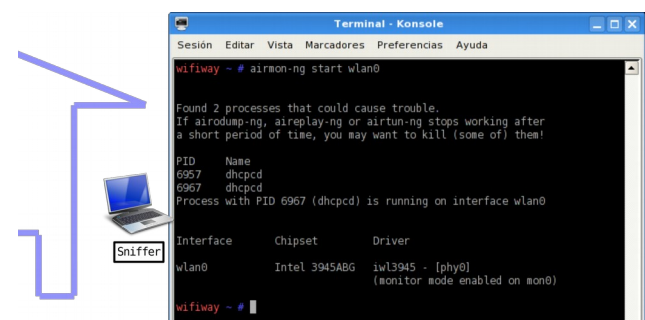 Terminal - Konsole
Sesión Editar Vista Marcadores Preferencias Ayuda
wifiway ~ # airmon-ng start wlan0
Found 2 processes that could cause trouble.
If airodump-ng, aireplay-ng or airtun-ng stops working after
a short period of time, you may want to kill (some of) them!
PID Name
6957 dhcpcd
6967 dhcpcd
Process with PID 6967 (dhcpcd) is running on interface wlan0
Sniffer
Interface Chipset Driver
wlan0 Intel 3945ABG iwl3945 - [phy0]
(monitor mode enabled on mon0)
wifiway ~ #